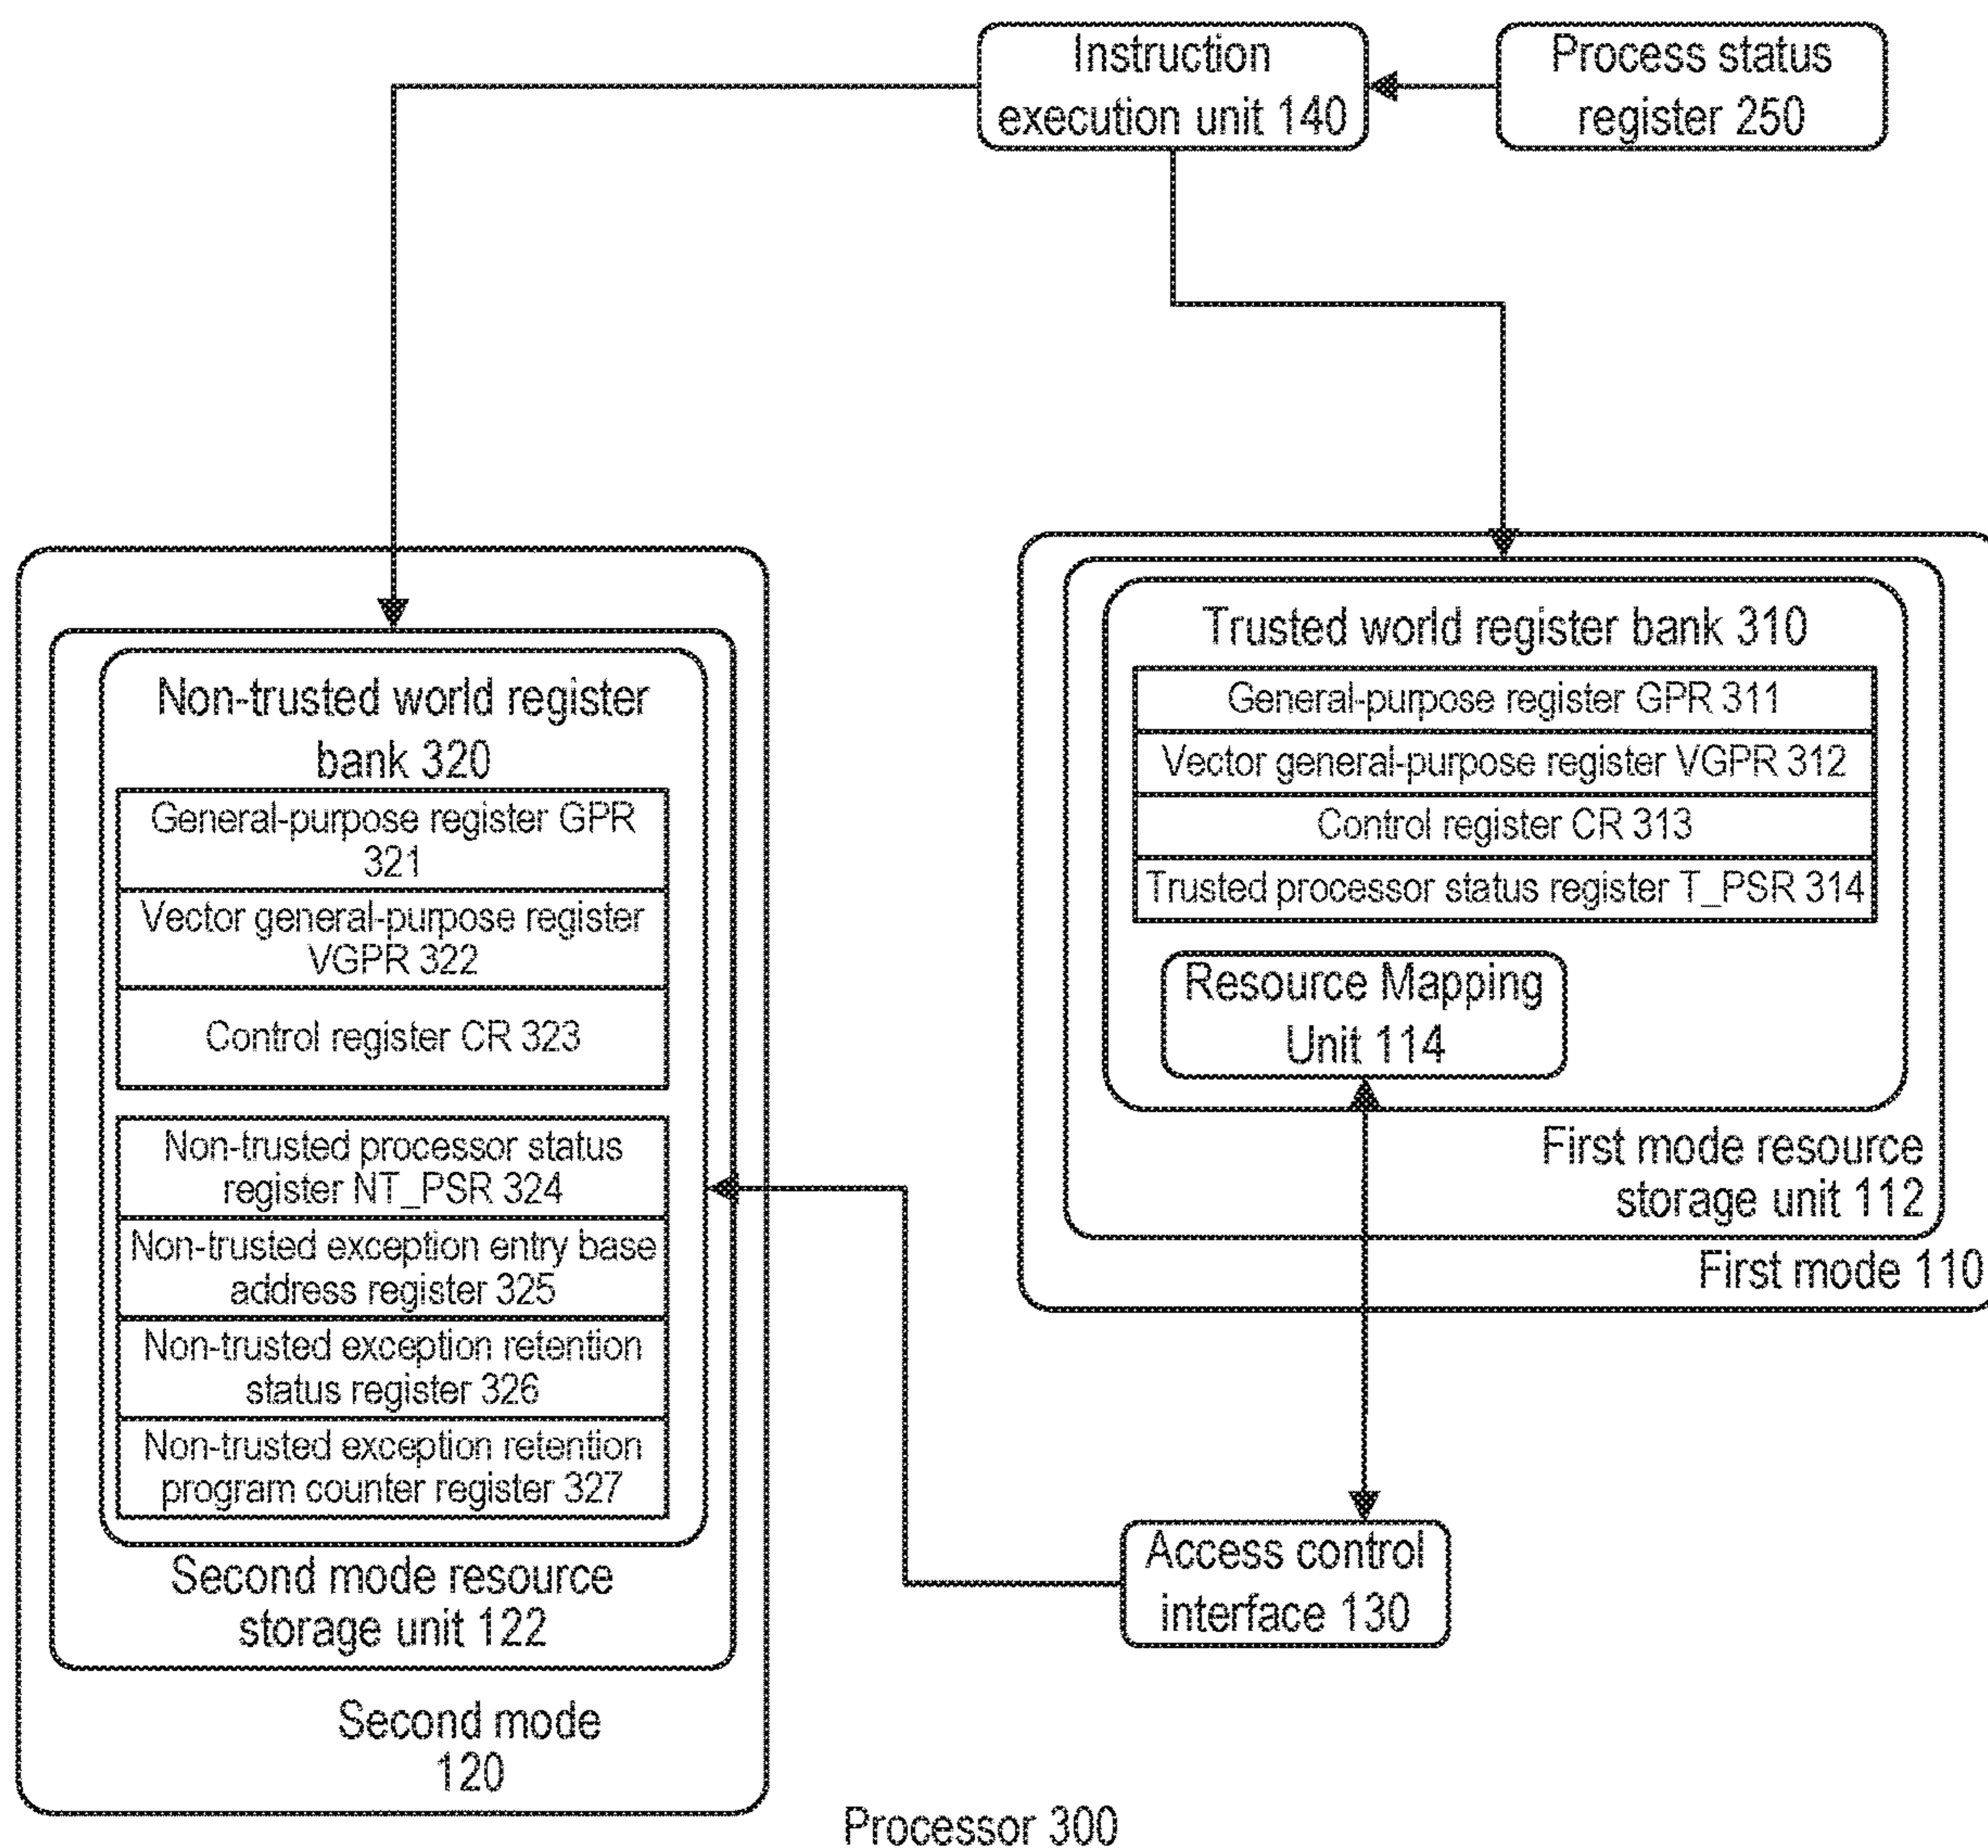 Instruction
execution unit 140
Process status
register 250
Non-trusted world register
bank 320
General-purpose register GPR
321
Vector general-purpose register
VGPR 322
Control register CR 323
Non-trusted processor status
register NT_PSR 324
Non-trusted exception entry base
address register 325
Non-trusted exception retention
status register 326
Non-trusted exception retention
program counter register 327
Second mode resource
storage unit 122
Second mode
120
Trusted world register bank 310
General-purpose register GPR 311
Vector general-purpose register VGPR 312
Control register CR 313
Trusted processor status register T_PSR 314
Resource Mapping
Unit 114
First mode resource
storage unit 112
First mode 110
Access control
interface 130
Processor 300